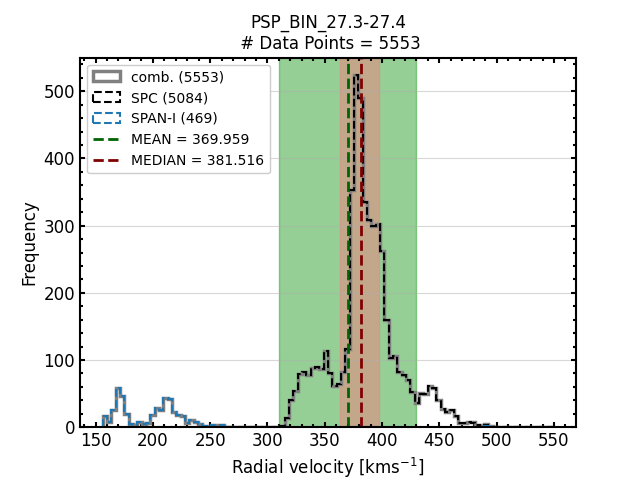 PSP_BIN_27.3-27.4
# Data Points = 5553
comb. (5553)
SPC (5084)
SPAN-I (469)
MEAN = 369.959
MEDIAN = 381.516
Frequency
500
400
300
200
100
0
150 200 250 300 350 400 450 500 550
Radial velocity [kms⁻¹]